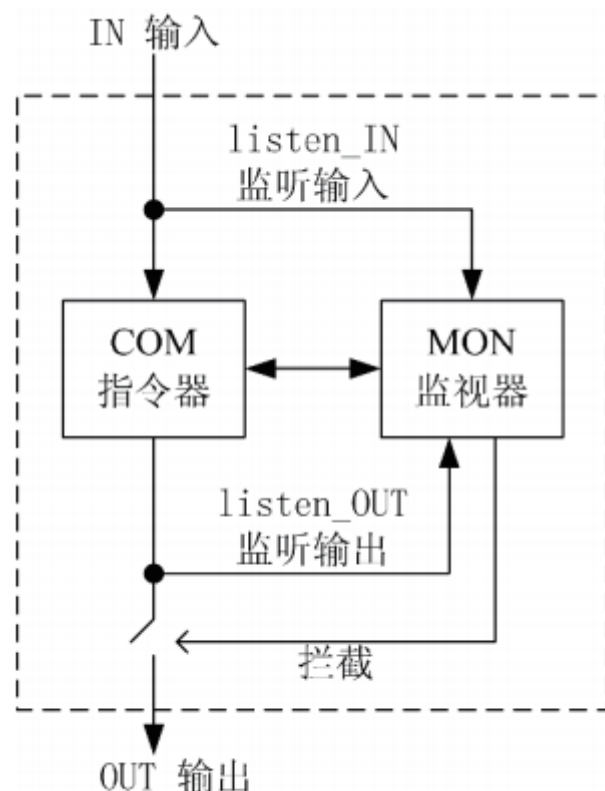 IN 输入
listen_IN
监听输入
COM
指令器
MON
监视器
listen_OUT
监听输出
拦截
OUT 输出